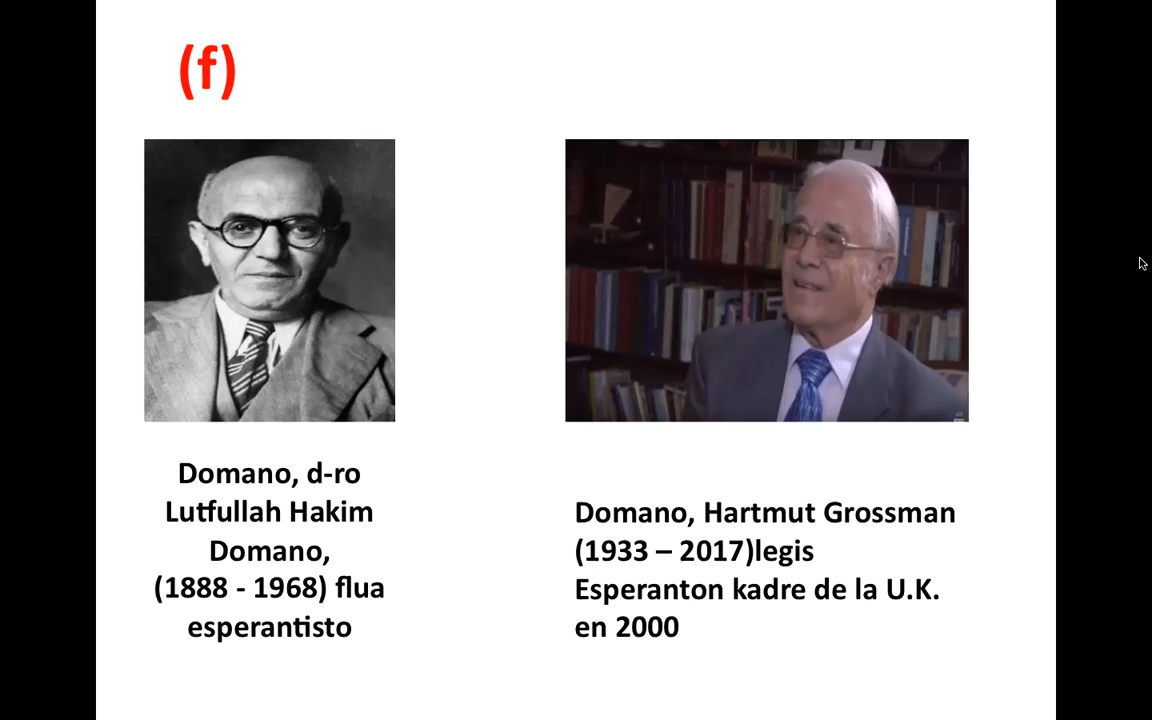 (f)
Domano, d-ro
Lutfullah Hakim
Domano,
(1888 - 1968) flua
esperantisto
Domano, Hartmut Grossman
(1933 – 2017)legis
Esperanton kadre de la U.K.
en 2000